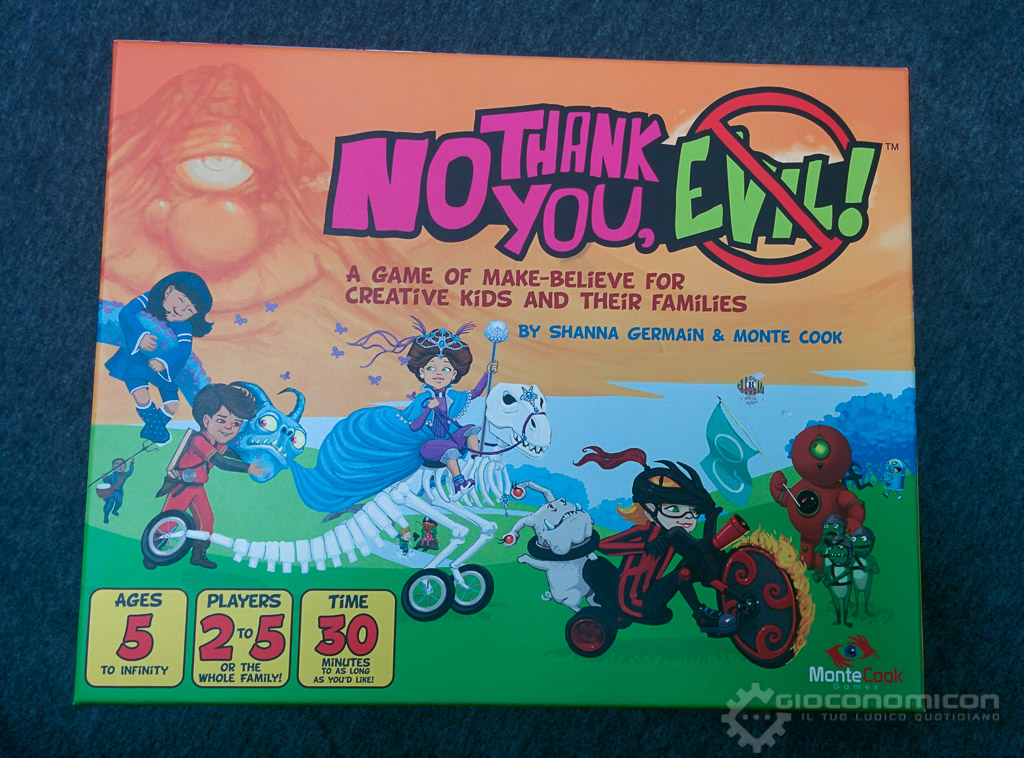 NO THANK YOU, EVIL! ™
A GAME OF MAKE-BELIEVE FOR
CREATIVE KIDS AND THEIR FAMILIES
BY SHANNA GERMAIN & MONTE COOK
AGES
5
TO INFINITY
PLAYERS
2 TO 5
OR THE
WHOLE FAMILY!
TIME
30
MINUTES
TO AS LONG
AS YOU'D LIKE!
MonteCook
Games
GIOCONOMICON
IL TUO LUDICO QUOTIDIANO